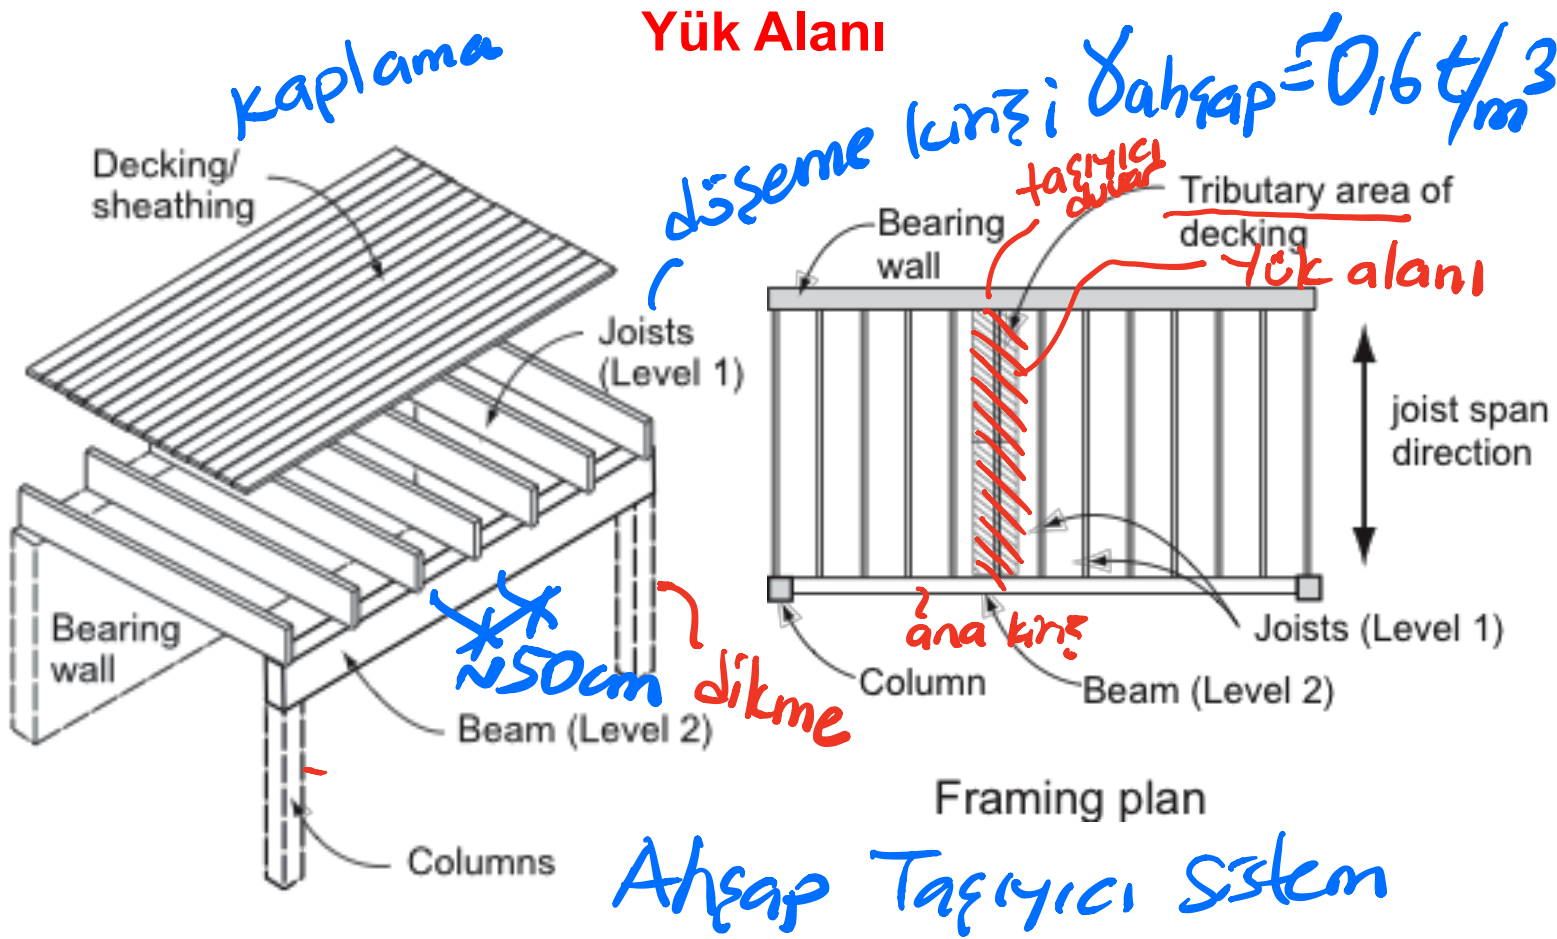 Yük Alanı
kaplama
γahşap ≅ 0,6 t/m³
döşeme kirişi
Decking/
sheathing
taşıyıcı
duvar
Tributary area of
decking
Bearing
wall
Yük alanı
Joists
(Level 1)
joist span
direction
Bearing
wall
~50cm
dikme
ana kiriş
Joists (Level 1)
Column
Beam (Level 2)
Beam (Level 2)
Framing plan
Columns
Ahşap Taşıyıcı Sistem